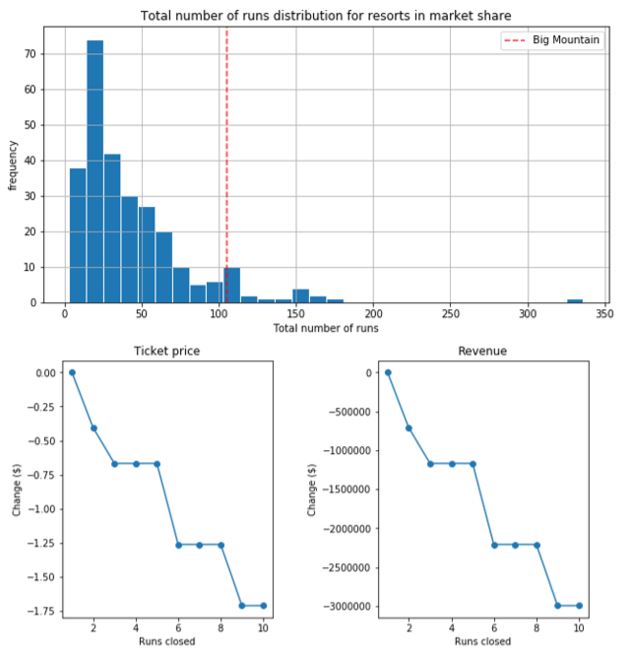 Total number of runs distribution for resorts in market share
Big Mountain
frequency
70
60
50
40
30
20
10
0
0 50 100 150 200 250 300 350
Total number of runs
Ticket price
Change ($)
0.00
−0.25
−0.50
−0.75
−1.00
−1.25
−1.50
−1.75
2 4 6 8 10
Runs closed
Revenue
Change ($)
0
−500000
−1000000
−1500000
−2000000
−2500000
−3000000
2 4 6 8 10
Runs closed